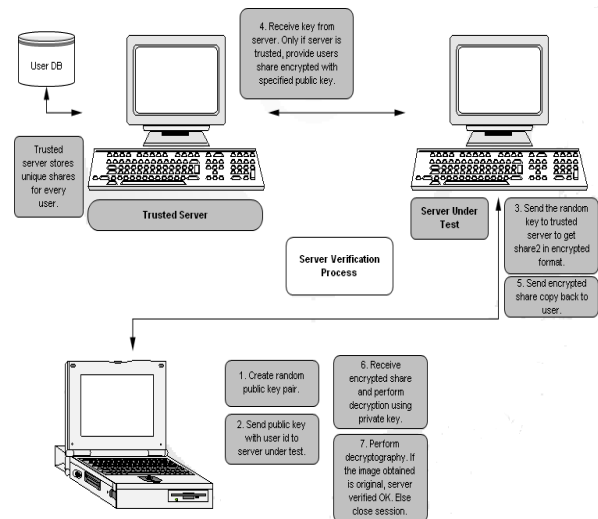 User DB
4. Receive key from
server. Only if server is
trusted, provide users
share encrypted with
specified public key.
Trusted
server stores
unique shares
for every
user.
Trusted Server
Server Under
Test
3. Send the random
key to trusted
server to get
share2 in encrypted
format.
Server Verification
Process
5. Send encrypted
share copy back to
user.
1. Create random
public key pair.
2. Send public key
with user id to
server under test.
6. Receive
encrypted share
and perform
decryption using
private key.
7. Perform
decryptography. If
the image obtained
is original, server
verified OK. Else
close session.